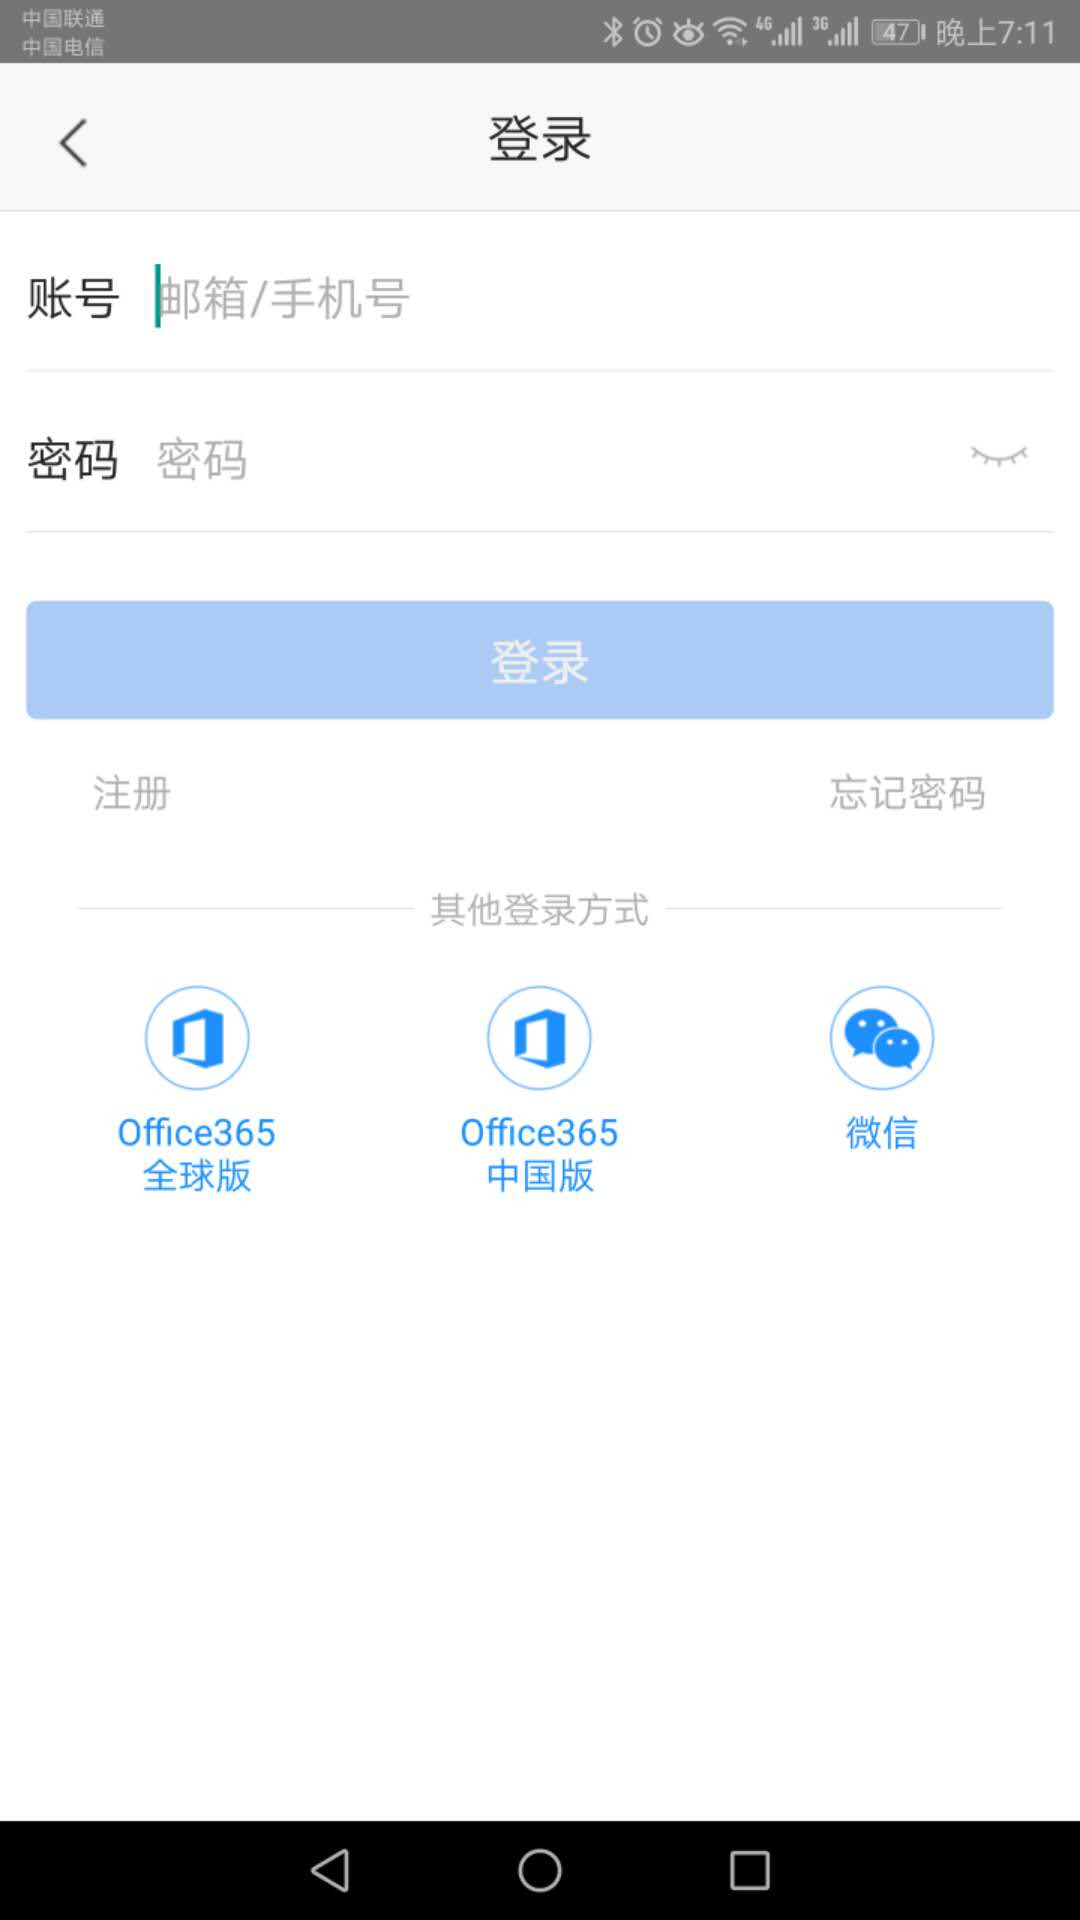 中国联通
中国电信
4G 3G 47 晚上7:11
登录
账号 邮箱/手机号
密码 密码
登录
注册 忘记密码
其他登录方式
Office365 Office365 微信
全球版 中国版